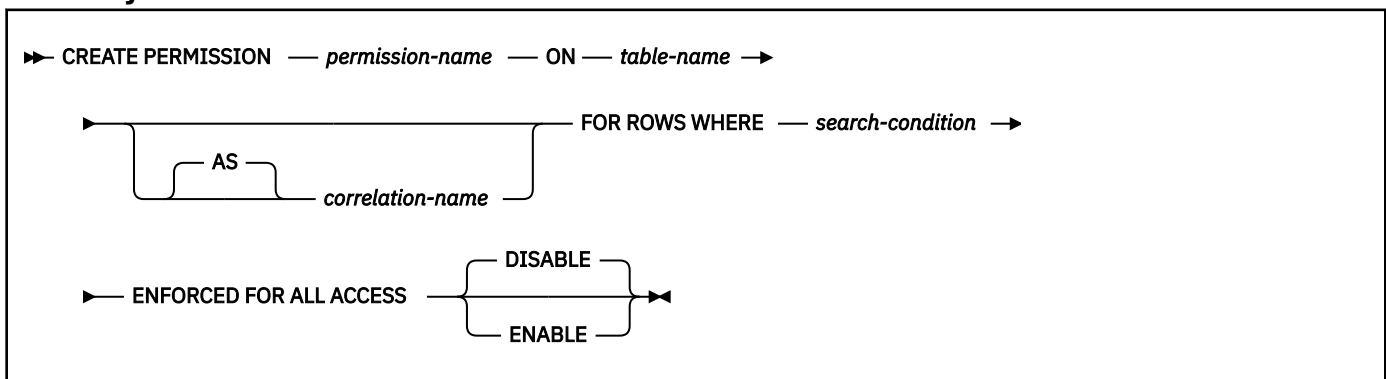 CREATE PERMISSION permission-name ON table-name
FOR ROWS WHERE search-condition
AS
correlation-name
DISABLE
ENFORCED FOR ALL ACCESS
ENABLE